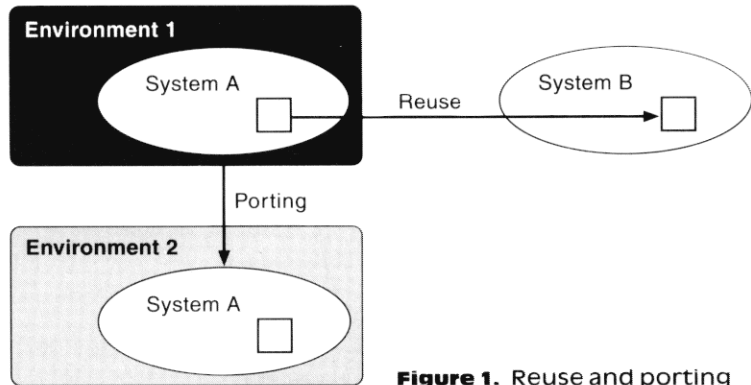 Environment 1
System A
Reuse
System B
Porting
Environment 2
System A
Figure 1. Reuse and porting